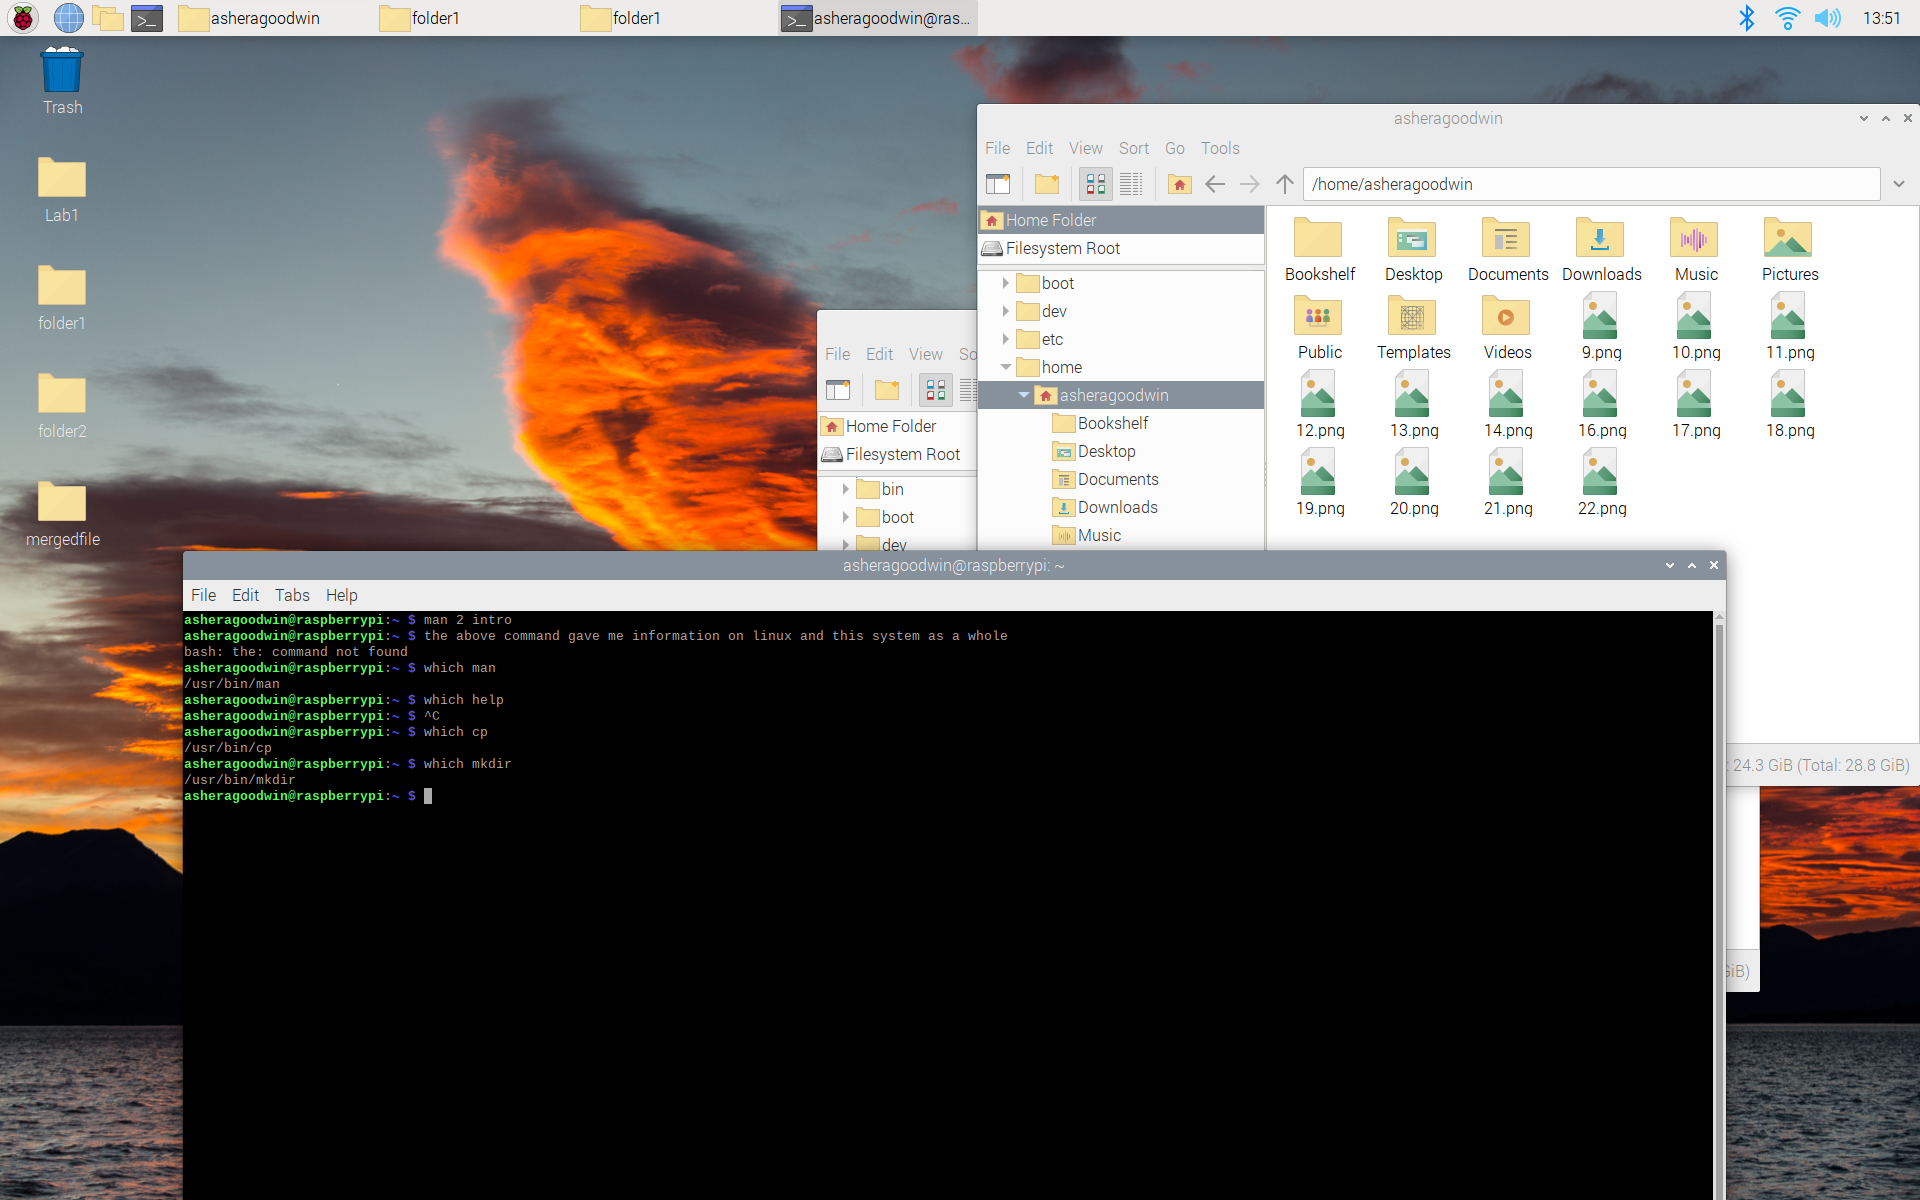 asheragoodwin
folder1
folder1
asheragoodwin@ras...
13:51
Trash
Lab1
folder1
folder2
mergedfile
asheragoodwin
File Edit View Sort Go Tools
/home/asheragoodwin
Home Folder
Filesystem Root
boot
dev
etc
home
asheragoodwin
Bookshelf
Desktop
Documents
Downloads
Music
Bookshelf Desktop Documents Downloads Music Pictures
Public Templates Videos 9.png 10.png 11.png
12.png 13.png 14.png 16.png 17.png 18.png
19.png 20.png 21.png 22.png
: 24.3 GiB (Total: 28.8 GiB)
File Edit View So
Home Folder
Filesystem Root
bin
boot
dev
GiB)
asheragoodwin@raspberrypi: ~
File Edit Tabs Help
asheragoodwin@raspberrypi:~ $ man 2 intro
asheragoodwin@raspberrypi:~ $ the above command gave me information on linux and this system as a whole
bash: the: command not found
asheragoodwin@raspberrypi:~ $ which man
/usr/bin/man
asheragoodwin@raspberrypi:~ $ which help
asheragoodwin@raspberrypi:~ $ ^C
asheragoodwin@raspberrypi:~ $ which cp
/usr/bin/cp
asheragoodwin@raspberrypi:~ $ which mkdir
/usr/bin/mkdir
asheragoodwin@raspberrypi:~ $